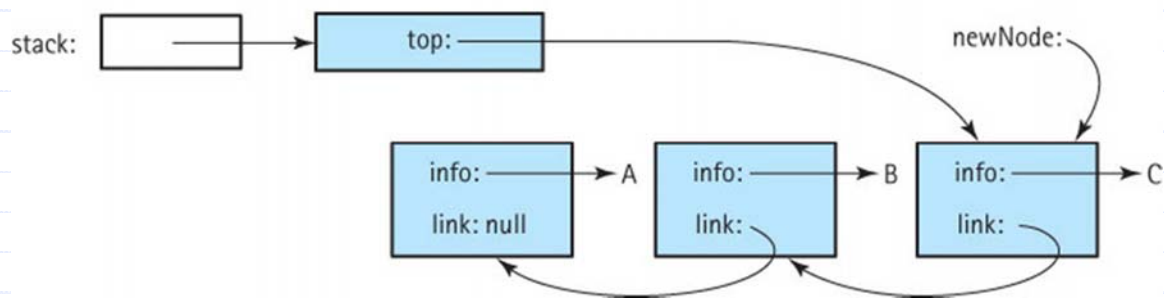 stack:
top:
newNode:
info: A
link: null
info: B
link:
info: C
link: